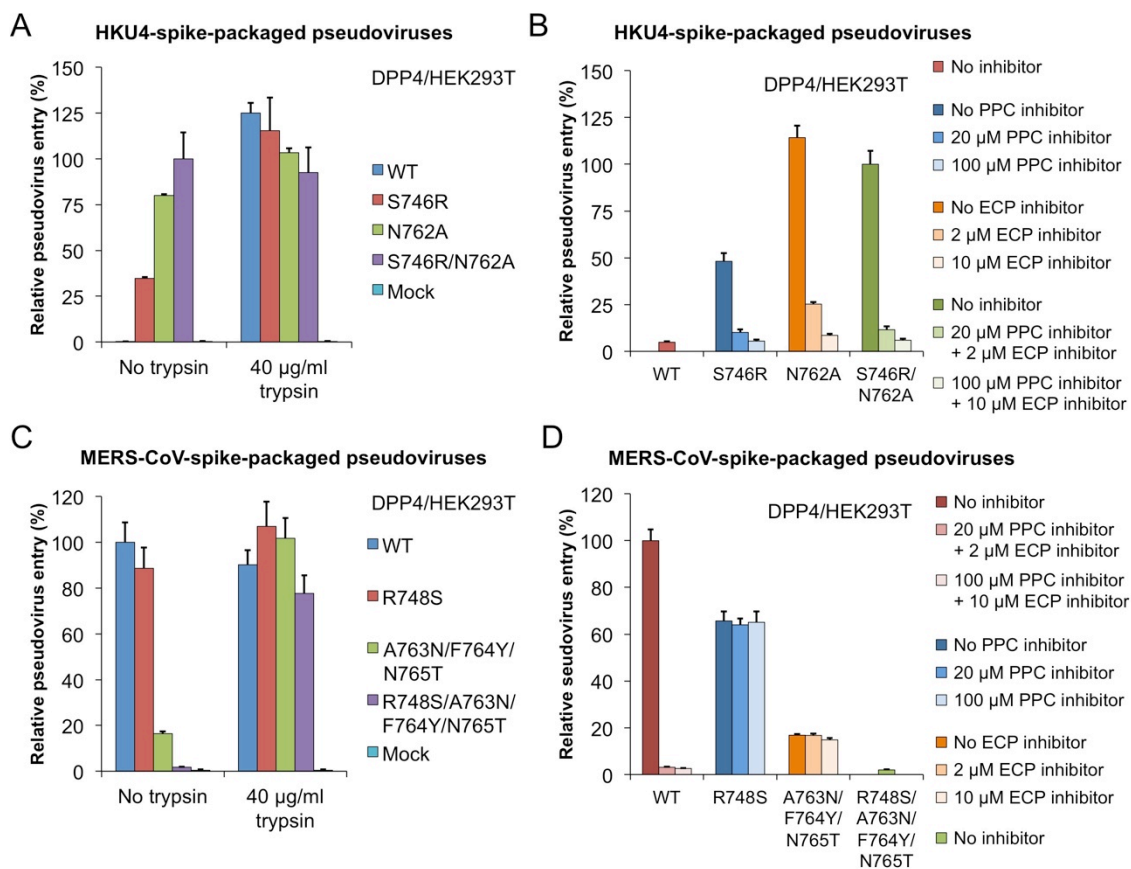 A
HKU4-spike-packaged pseudoviruses
Relative pseudovirus entry (%)
150
125
100
75
50
25
0
DPP4/HEK293T
WT
S746R
N762A
S746R/N762A
Mock
No trypsin
40 µg/ml
trypsin
B
HKU4-spike-packaged pseudoviruses
Relative pseudovirus entry (%)
150
125
100
75
50
25
0
DPP4/HEK293T
WT
S746R
N762A
S746R/
N762A
No inhibitor
No PPC inhibitor
20 µM PPC inhibitor
100 µM PPC inhibitor
No ECP inhibitor
2 µM ECP inhibitor
10 µM ECP inhibitor
No inhibitor
20 µM PPC inhibitor
+ 2 µM ECP inhibitor
100 µM PPC inhibitor
+ 10 µM ECP inhibitor
C
MERS-CoV-spike-packaged pseudoviruses
Relative pseudovirus entry (%)
120
100
80
60
40
20
0
DPP4/HEK293T
WT
R748S
A763N/F764Y/
N765T
R748S/A763N/
F764Y/N765T
Mock
No trypsin
40 µg/ml
trypsin
D
MERS-CoV-spike-packaged pseudoviruses
Relative seudovirus entry (%)
120
100
80
60
40
20
0
DPP4/HEK293T
WT
R748S
A763N/
F764Y/
N765T
R748S/
A763N/
F764Y/
N765T
No inhibitor
20 µM PPC inhibitor
+ 2 µM ECP inhibitor
100 µM PPC inhibitor
+ 10 µM ECP inhibitor
No PPC inhibitor
20 µM PPC inhibitor
100 µM PPC inhibitor
No ECP inhibitor
2 µM ECP inhibitor
10 µM ECP inhibitor
No inhibitor